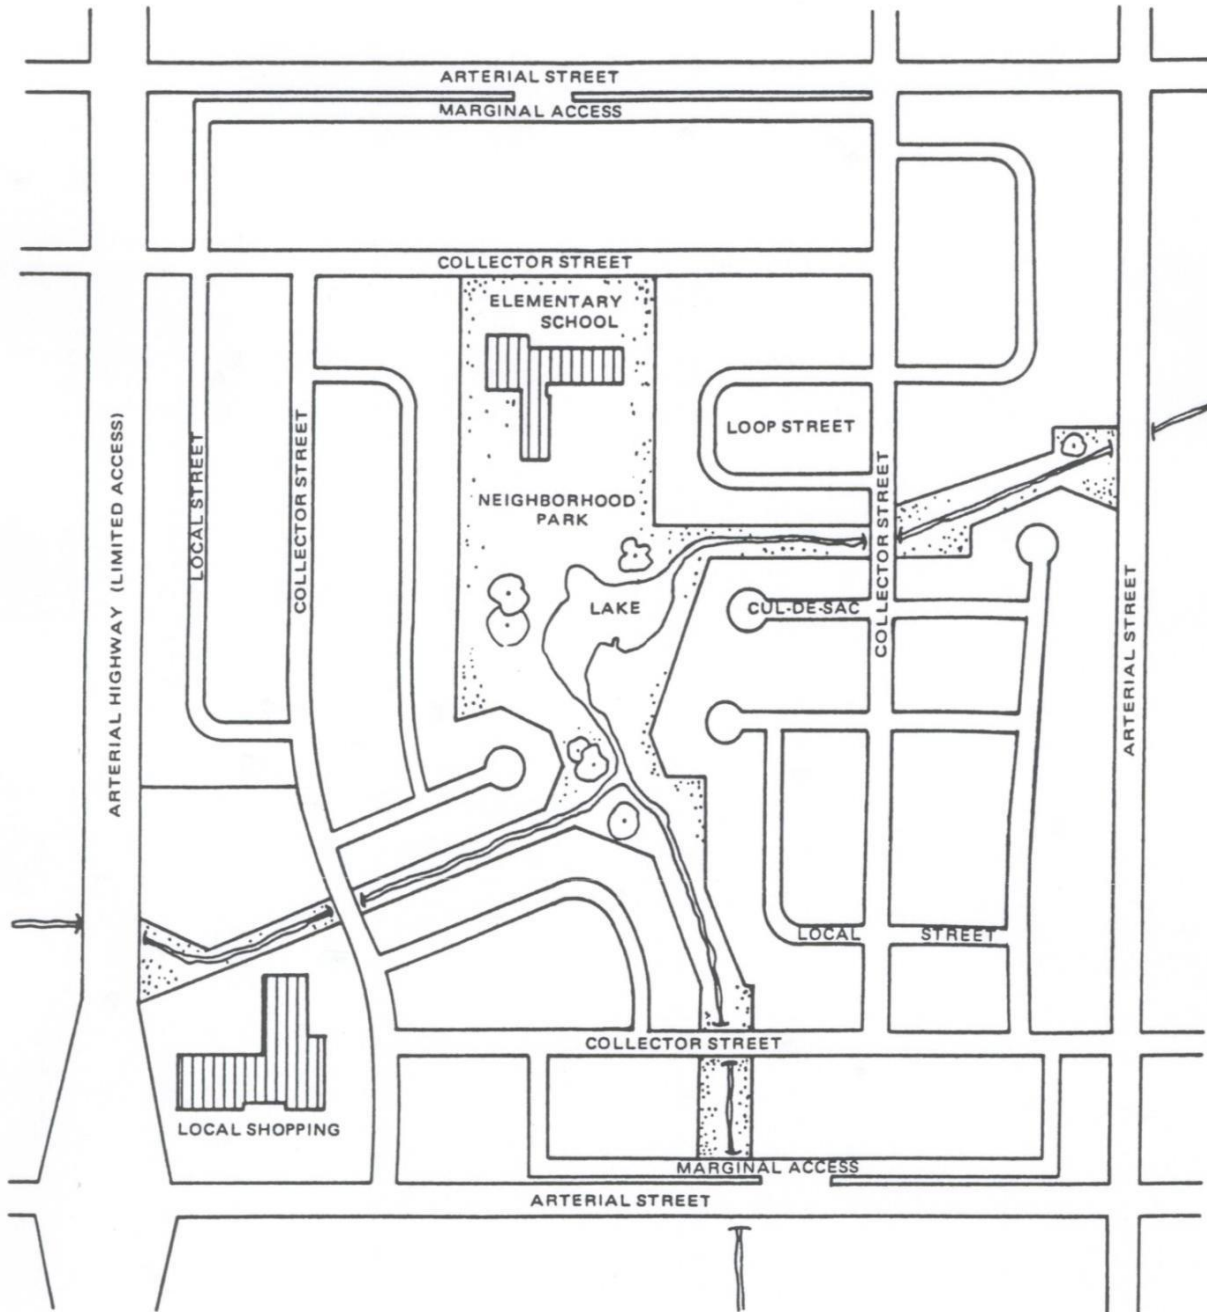 ARTERIAL STREET
MARGINAL ACCESS
COLLECTOR STREET
ELEMENTARY
SCHOOL
LOOP STREET
NEIGHBORHOOD
PARK
LAKE
CUL-DE-SAC
LOCAL STREET
COLLECTOR STREET
COLLECTOR STREET
ARTERIAL HIGHWAY (LIMITED ACCESS)
ARTERIAL STREET
LOCAL STREET
COLLECTOR STREET
LOCAL SHOPPING
MARGINAL ACCESS
ARTERIAL STREET